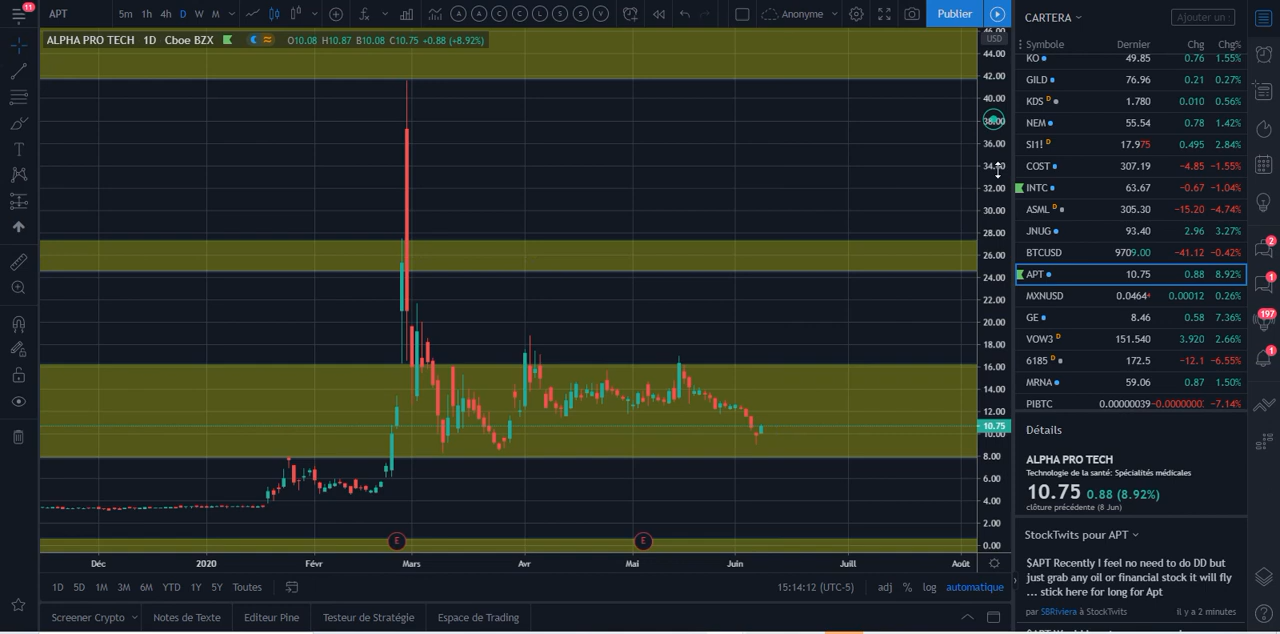 11
APT
5m 1h 4h D W M
Anonyme
Publier
CARTERA
Ajouter un s
ALPHA PRO TECH 1D Cboe BZX
O10.08 H10.87 B10.08 C10.75 +0.88 (+8.92%)
46.00
USD
44.00
42.00
40.00
38.00
36.00
34.00
32.00
30.00
28.00
26.00
24.00
22.00
20.00
18.00
16.00
14.00
12.00
10.75
10.00
8.00
6.00
4.00
2.00
0.00
E E
Déc 2020 Févr Mars Avr Mai Juin Juill Août
1D 5D 1M 3M 6M YTD 1Y 5Y Toutes
15:14:12 (UTC-5) adj % log automatique
Screener Crypto Notes de Texte Éditeur Pine Testeur de Stratégie Espace de Trading
Symbole Dernier Chg Chg%
KO 49.85 0.76 1.55%
GILD 76.96 0.21 0.27%
KDS D 1.780 0.010 0.56%
NEM 55.54 0.78 1.42%
SI1! D 17.975 0.495 2.84%
COST 307.19 −4.85 −1.55%
INTC 63.67 −0.67 −1.04%
ASML D 305.30 −15.20 −4.74%
JNUG 93.40 2.96 3.27%
BTCUSD 9709.00 −41.12 −0.42%
APT 10.75 0.88 8.92%
MXNUSD 0.0464 0.00012 0.26%
GE 8.46 0.58 7.36%
VOW3 D 151.540 3.920 2.66%
6185 D 172.5 −12.1 −6.55%
MRNA 59.06 0.87 1.50%
PIBTC 0.00000039 −0.0000000 −7.14%
Détails
ALPHA PRO TECH
Technologie de la santé: Spécialités médicales
10.75 0.88 (8.92%)
clôture précédente (8 Jun)
StockTwits pour APT
$APT Recently I feel no need to do DD but
just grab any oil or financial stock it will fly
... stick here for long for Apt
par SBRiviera à StockTwits il y a 2 minutes
2
1
197
1